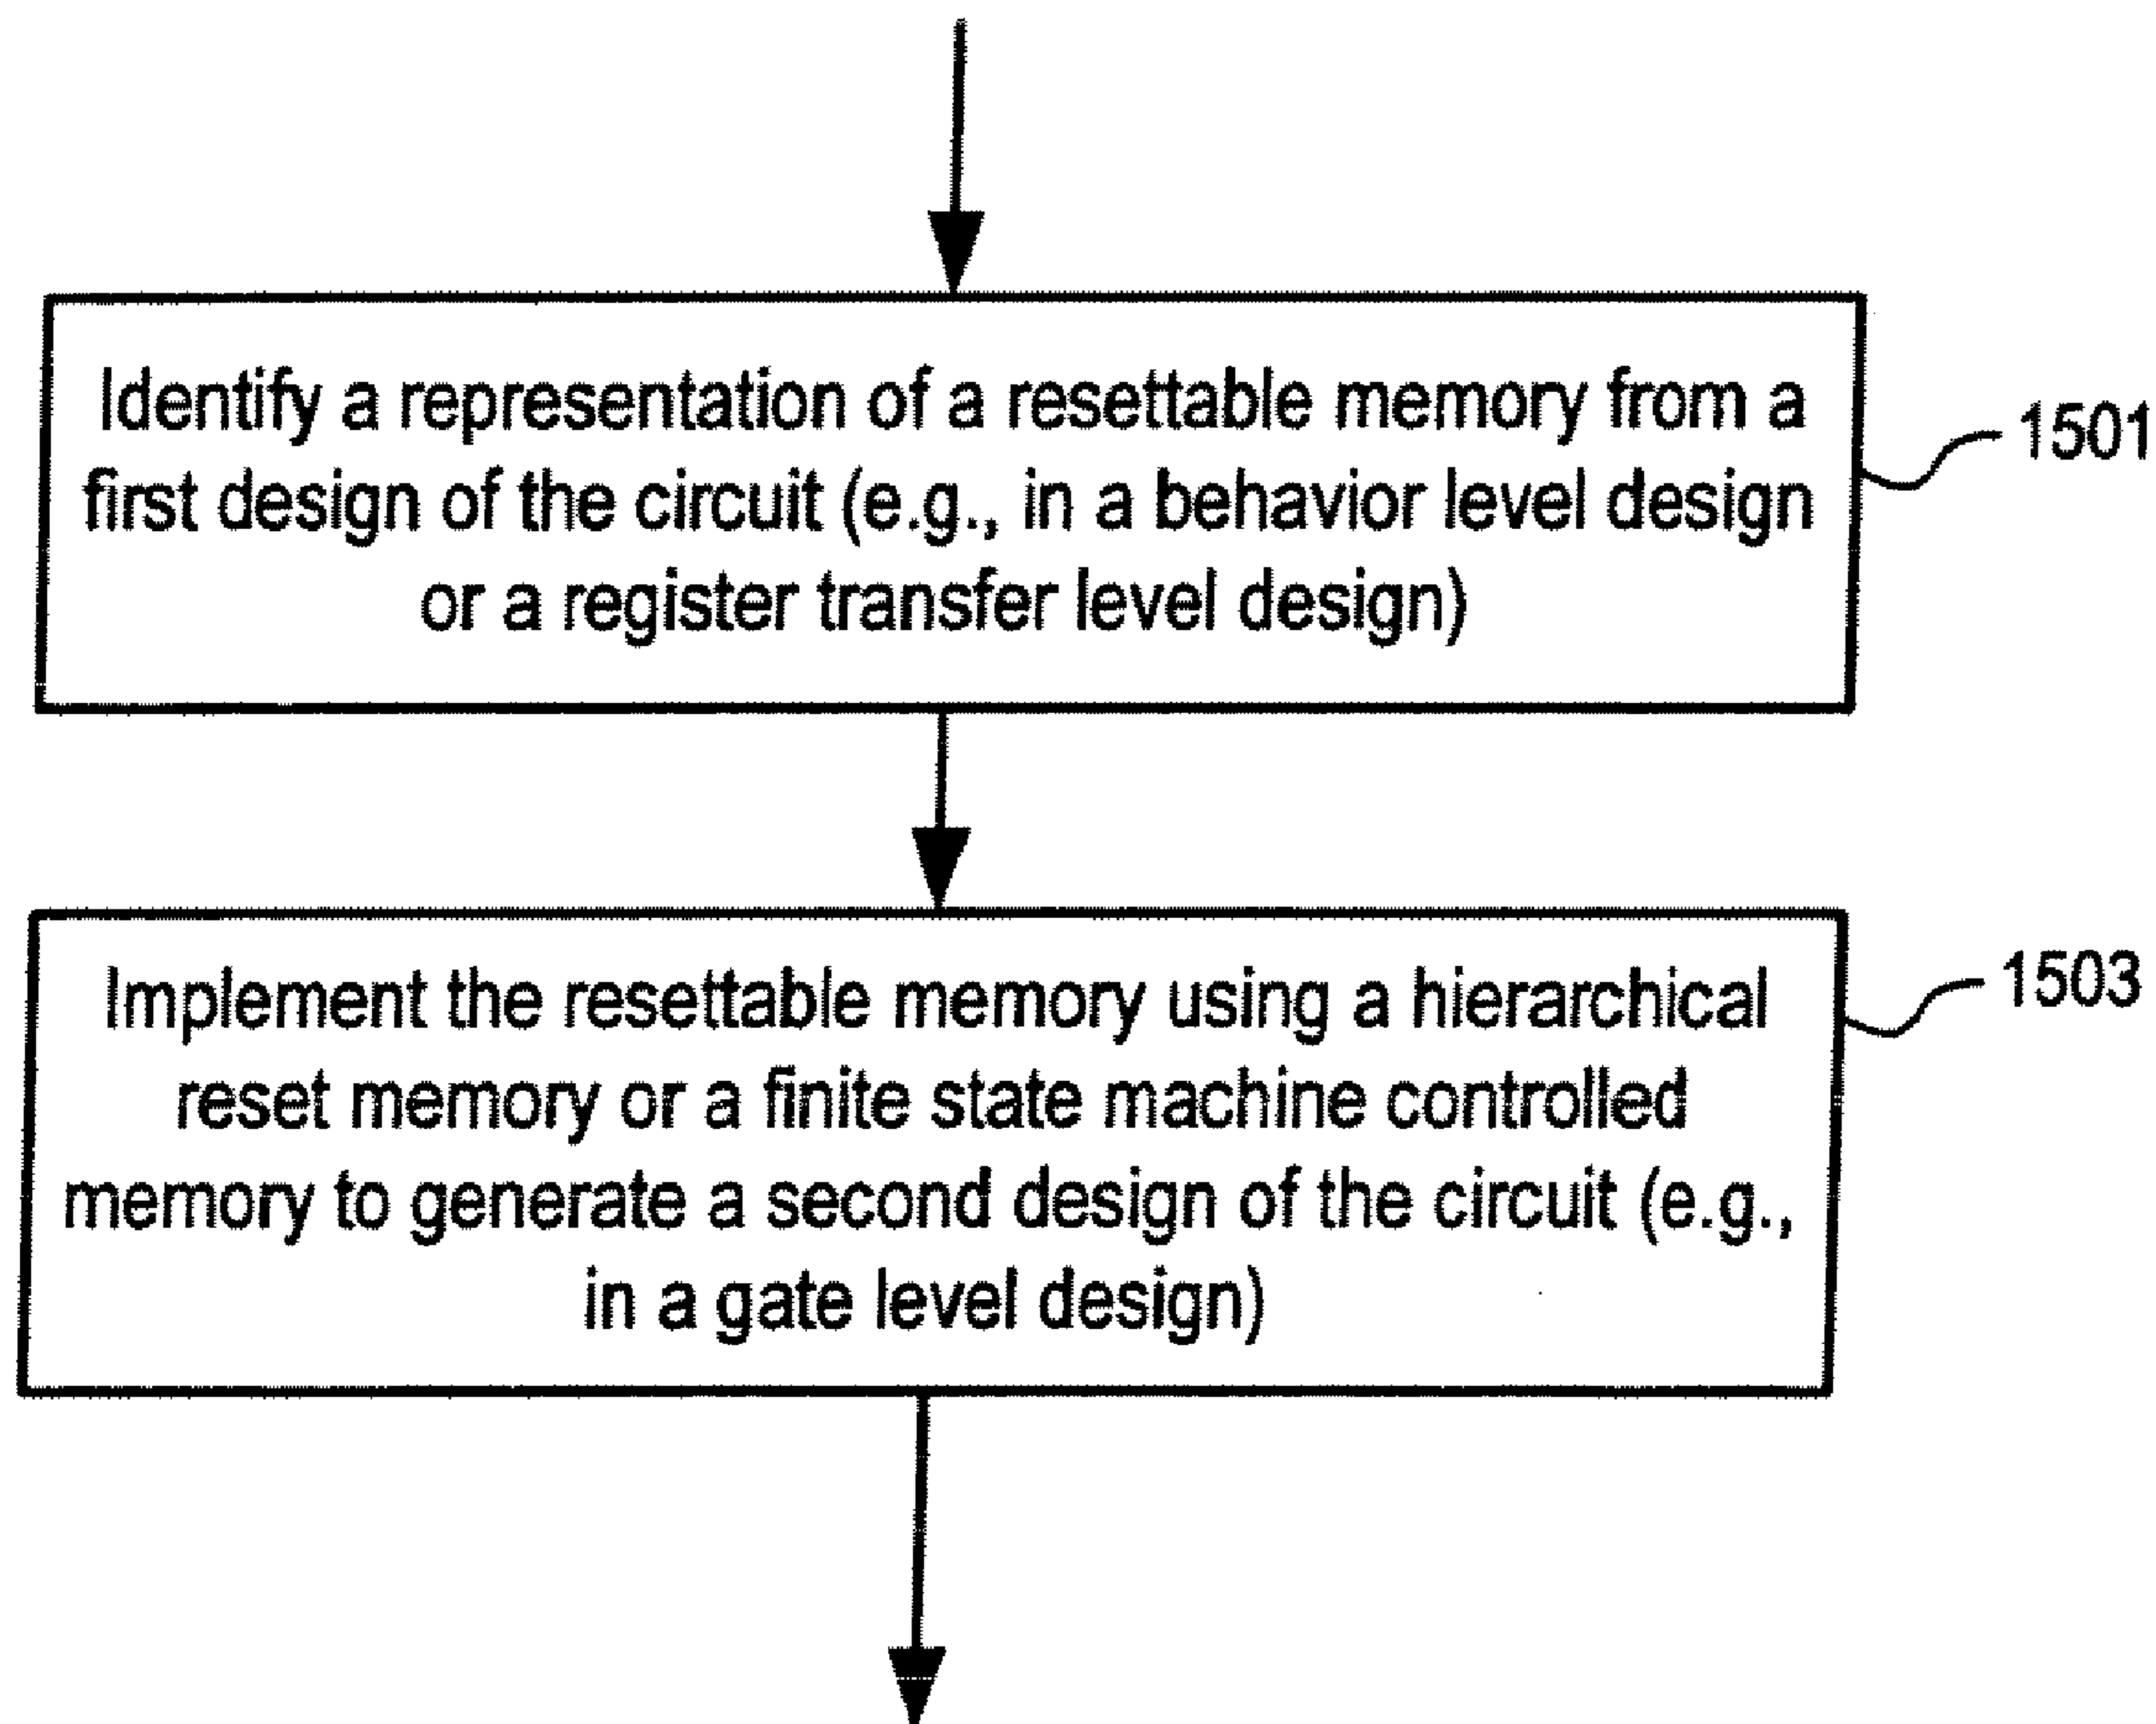 Identify a representation of a resettable memory from a
first design of the circuit (e.g., in a behavior level design
or a register transfer level design)
1501
Implement the resettable memory using a hierarchical
reset memory or a finite state machine controlled
memory to generate a second design of the circuit (e.g.,
in a gate level design)
1503